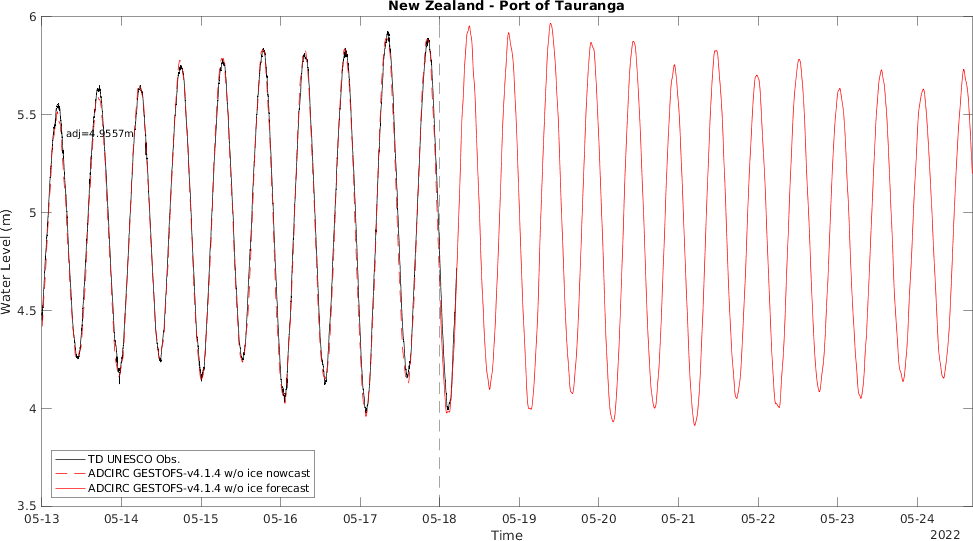 New Zealand - Port of Tauranga
6
5.5
adj=4.9557m
5
Water Level (m)
4.5
4
TD UNESCO Obs.
ADCIRC GESTOFS-v4.1.4 w/o ice nowcast
ADCIRC GESTOFS-v4.1.4 w/o ice forecast
3.5
05-13 05-14 05-15 05-16 05-17 05-18 05-19 05-20 05-21 05-22 05-23 05-24
Time
2022